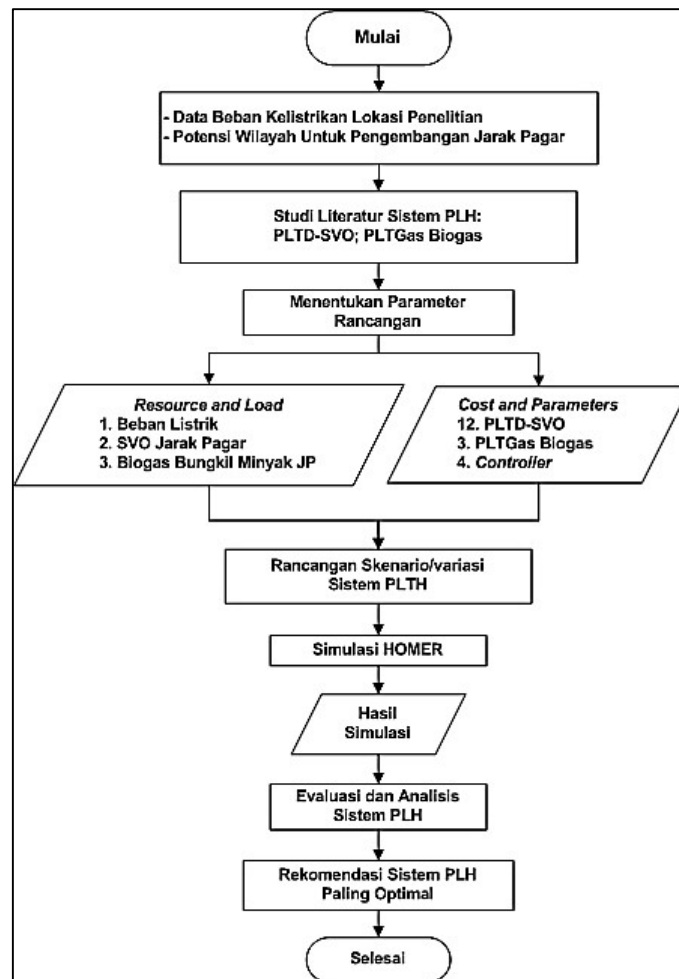 Mulai
- Data Beban Kelistrikan Lokasi Penelitian
- Potensi Wilayah Untuk Pengembangan Jarak Pagar
Studi Literatur Sistem PLH:
PLTD-SVO; PLTGas Biogas
Menentukan Parameter
Rancangan
Resource and Load
1. Beban Listrik
2. SVO Jarak Pagar
3. Biogas Bungkil Minyak JP
Cost and Parameters
12. PLTD-SVO
3. PLTGas Biogas
4. Controller
Rancangan Skenario/variasi
Sistem PLTH
Simulasi HOMER
Hasil
Simulasi
Evaluasi dan Analisis
Sistem PLH
Rekomendasi Sistem PLH
Paling Optimal
Selesai